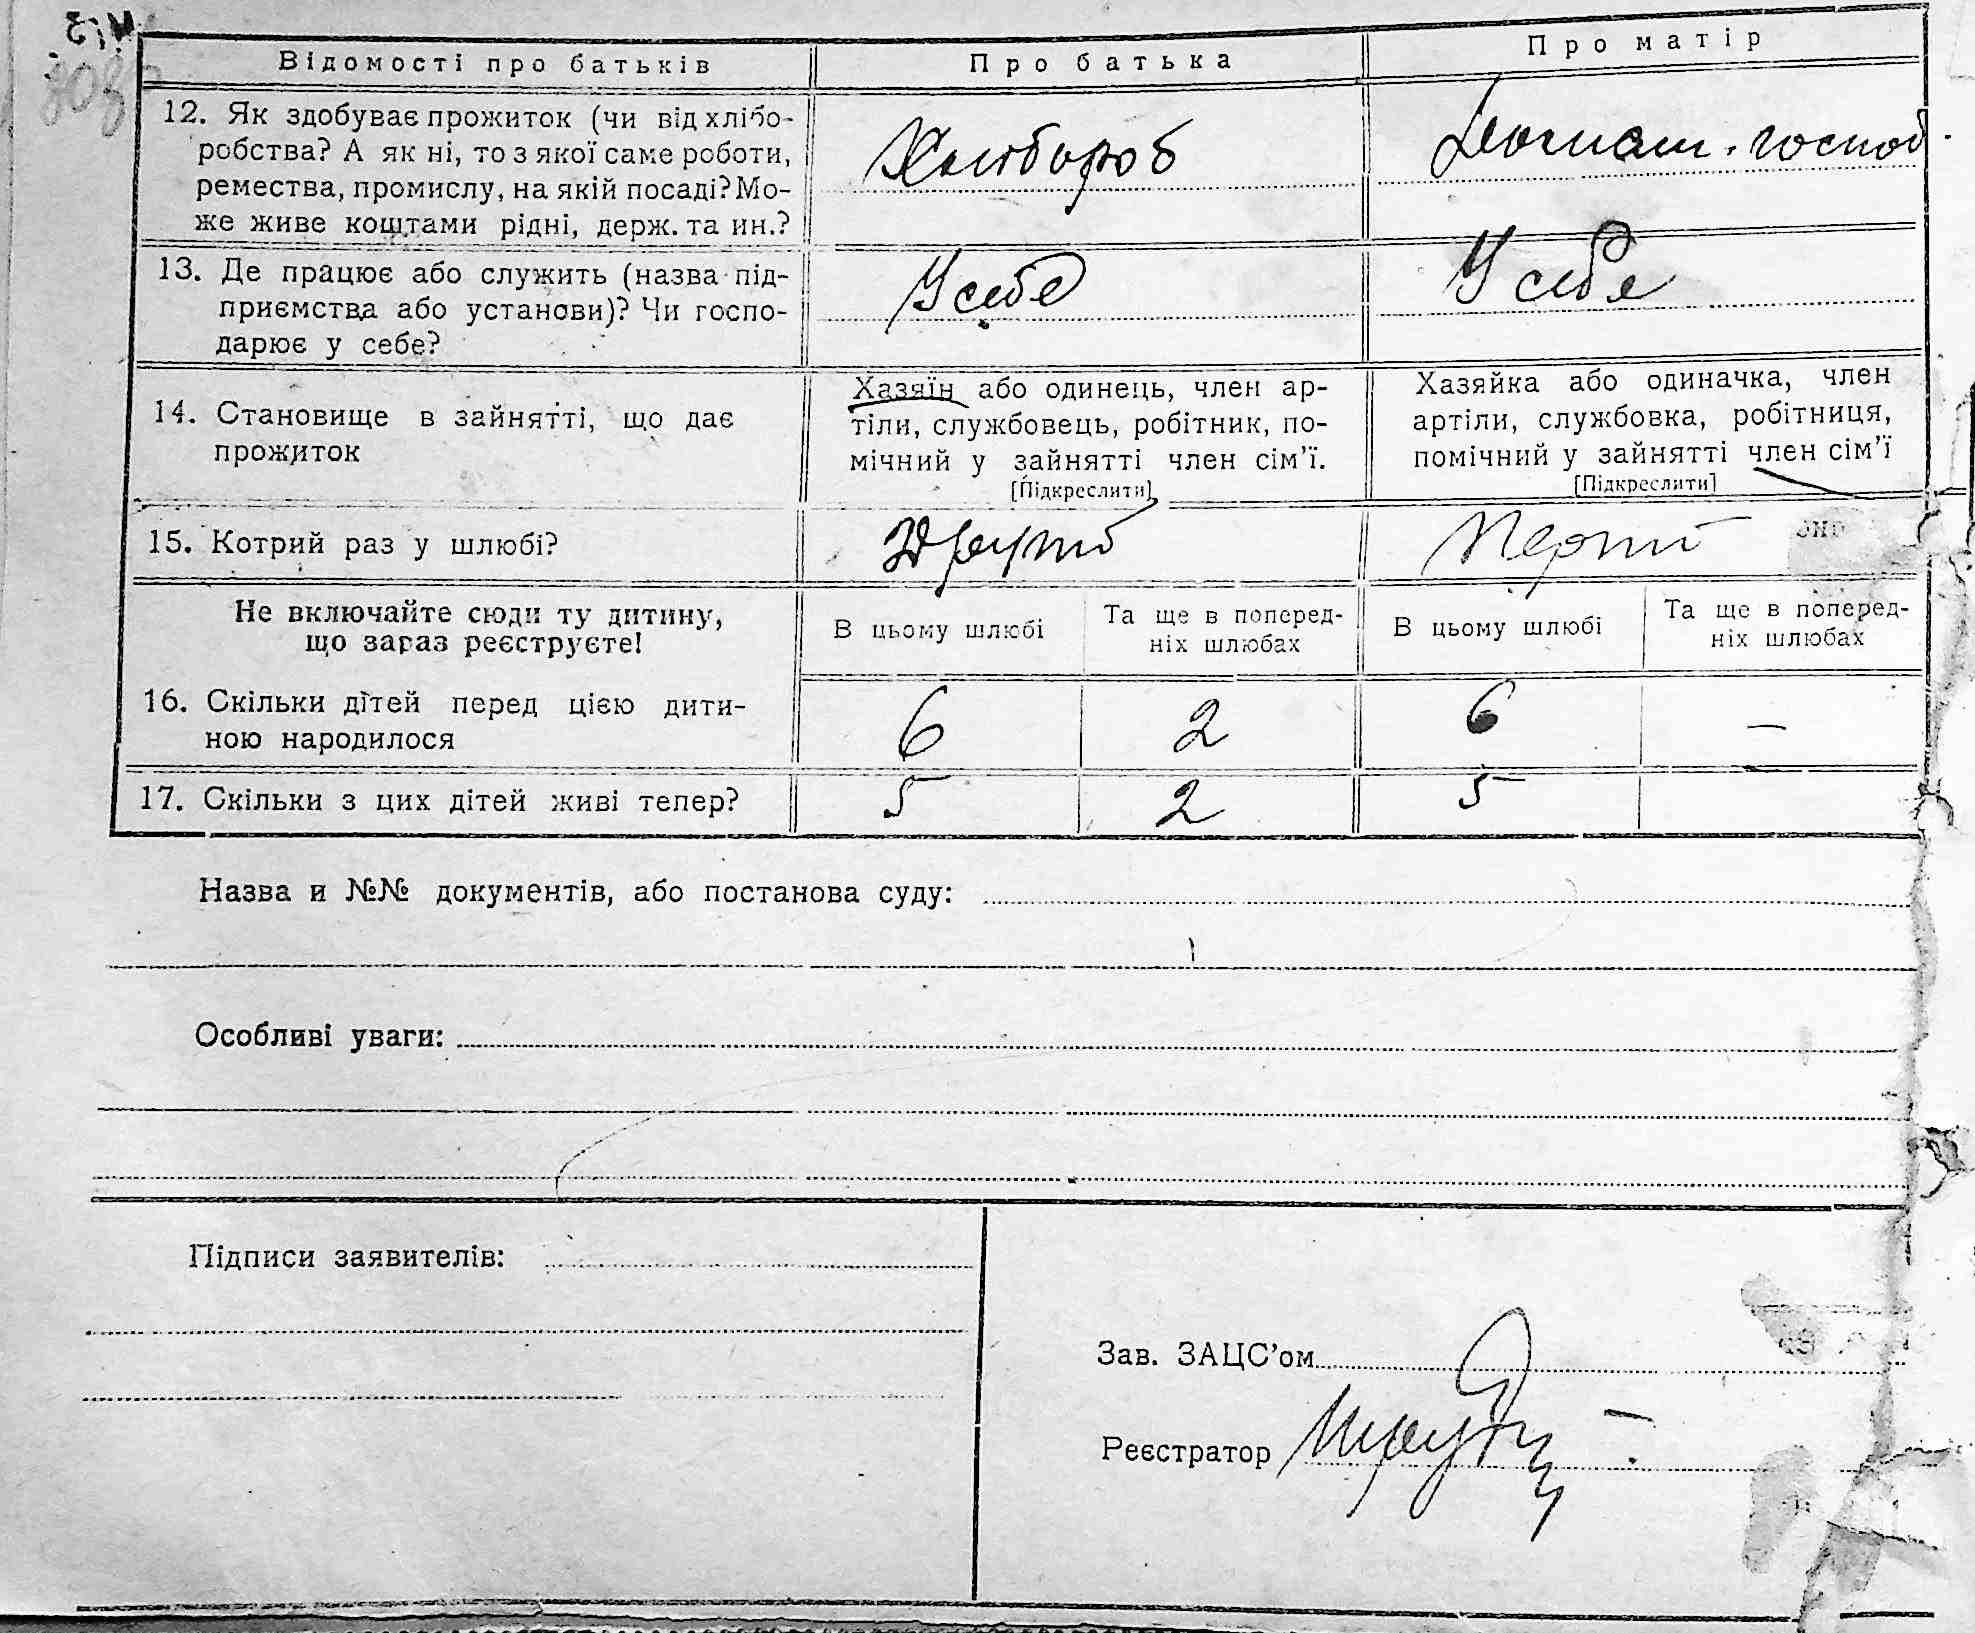 Відомості про батьків
Про батька
Про матір
12. Як здобуває прожиток (чи від хлібо-
робства? А як ні, то з якої саме роботи,
ремества, промислу, на якій посаді? Мо-
же живе коштами рідні, держ. та ин.?
Хлібороб
Домаш. господ.
13. Де працює або служить (назва під-
приємства або установи)? Чи госпо-
дарює у себе?
У себе
У себе
14. Становище в зайнятті, що дає
прожиток
Хазяїн або одинець, член ар-
тіли, службовець, робітник, по-
мічний у зайнятті член сім'ї.
[Підкреслити]
Хазяйка або одиначка, член
артіли, службовка, робітниця,
помічний у зайнятті член сім'ї
[Підкреслити]
15. Котрий раз у шлюбі?
Другий
Перший
Не включайте сюди ту дитину,
що зараз реєструєте!
В цьому шлюбі
Та ще в поперед-
ніх шлюбах
В цьому шлюбі
Та ще в поперед-
ніх шлюбах
16. Скільки дітей перед цією дити-
ною народилося
6 2 6 —
17. Скільки з цих дітей живі тепер?
5 2 5
Назва и №№ документів, або постанова суду:
Особливі уваги:
Підписи заявителів:
Зав. ЗАЦС'ом
Реєстратор